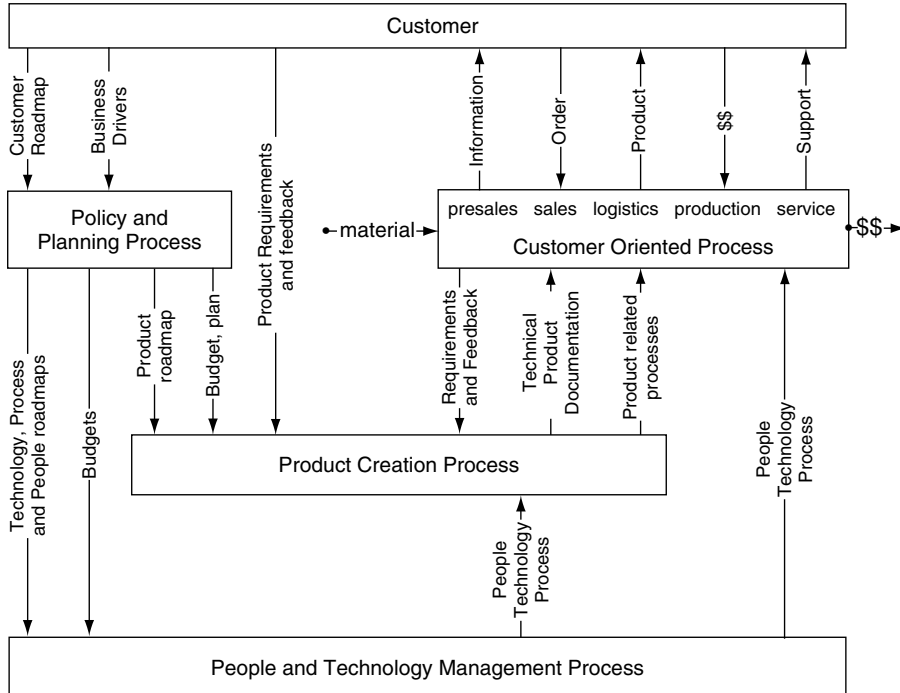 Customer
Customer
Roadmap
Business
Drivers
Product Requirements
and feedback
Information
Order
Product
$$
Support
Policy and
Planning Process
material
presales sales logistics production service
Customer Oriented Process
$$
Technology, Process
and People roadmaps
Budgets
Product
roadmap
Budget, plan
Requirements
and Feedback
Technical
Product
Documentation
Product related
processes
People
Technology
Process
Product Creation Process
People
Technology
Process
People and Technology Management Process